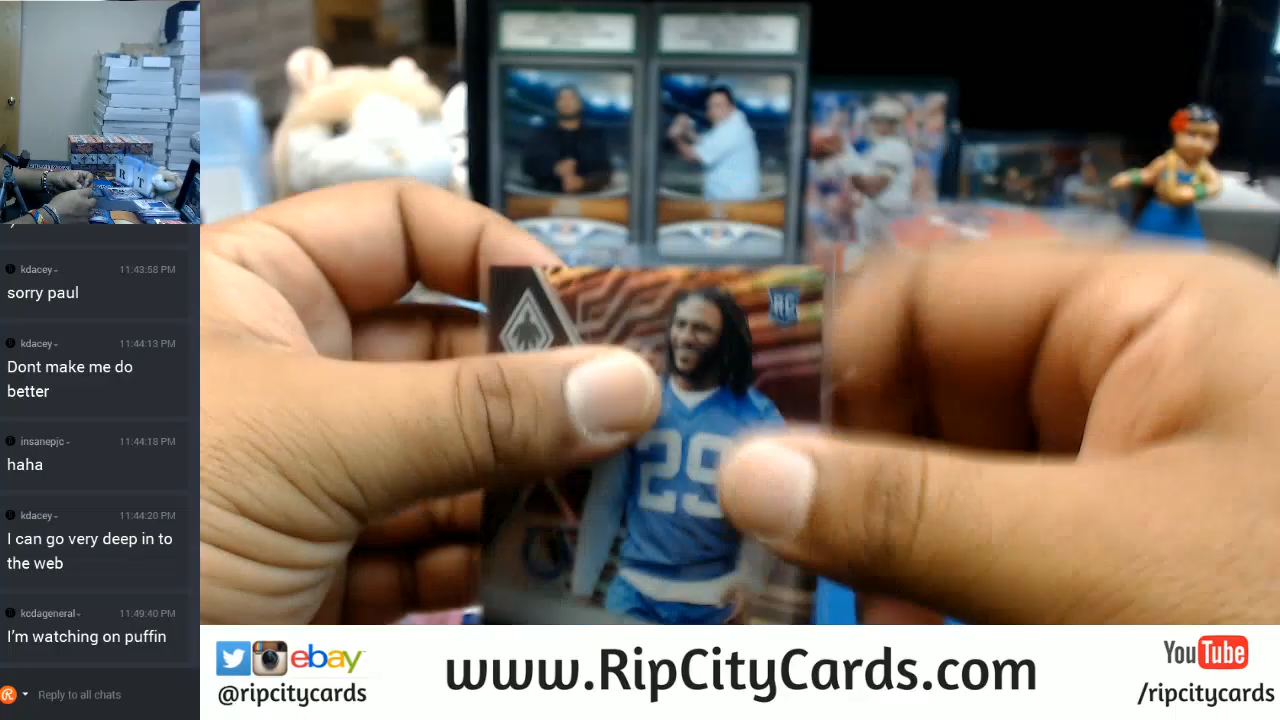 kdacey- 11:43:58 PM
sorry paul
kdacey- 11:44:13 PM
Dont make me do
better
insanepjc- 11:44:18 PM
haha
kdacey- 11:44:20 PM
I can go very deep in to
the web
kcdageneral- 11:49:40 PM
I'm watching on puffin
Reply to all chats
RC
29
ebay
@ripcitycards
www.RipCityCards.com
YouTube
/ripcitycards
R T